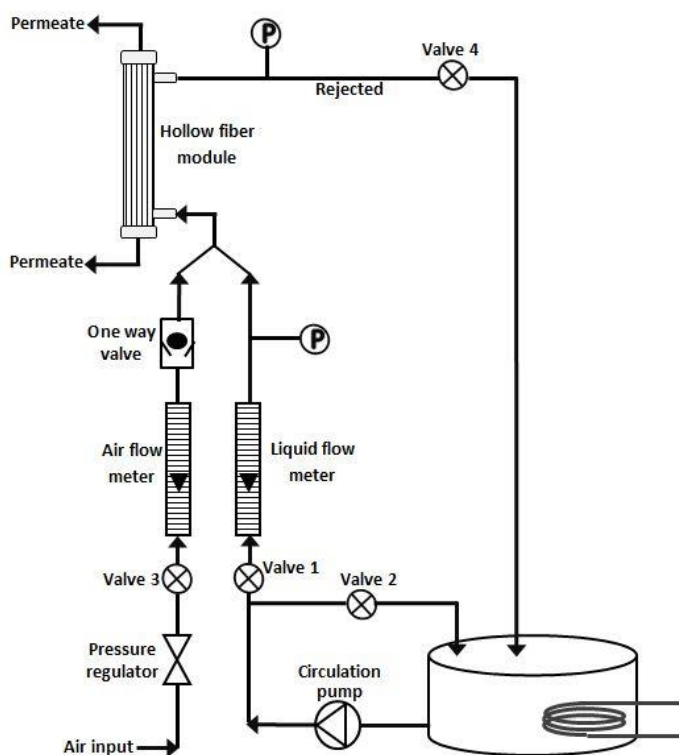 Permeate
P
Valve 4
Rejected
Hollow fiber
module
Permeate
One way
valve
P
Air flow
meter
Liquid flow
meter
Valve 3
Valve 1
Valve 2
Pressure
regulator
Circulation
pump
Air input